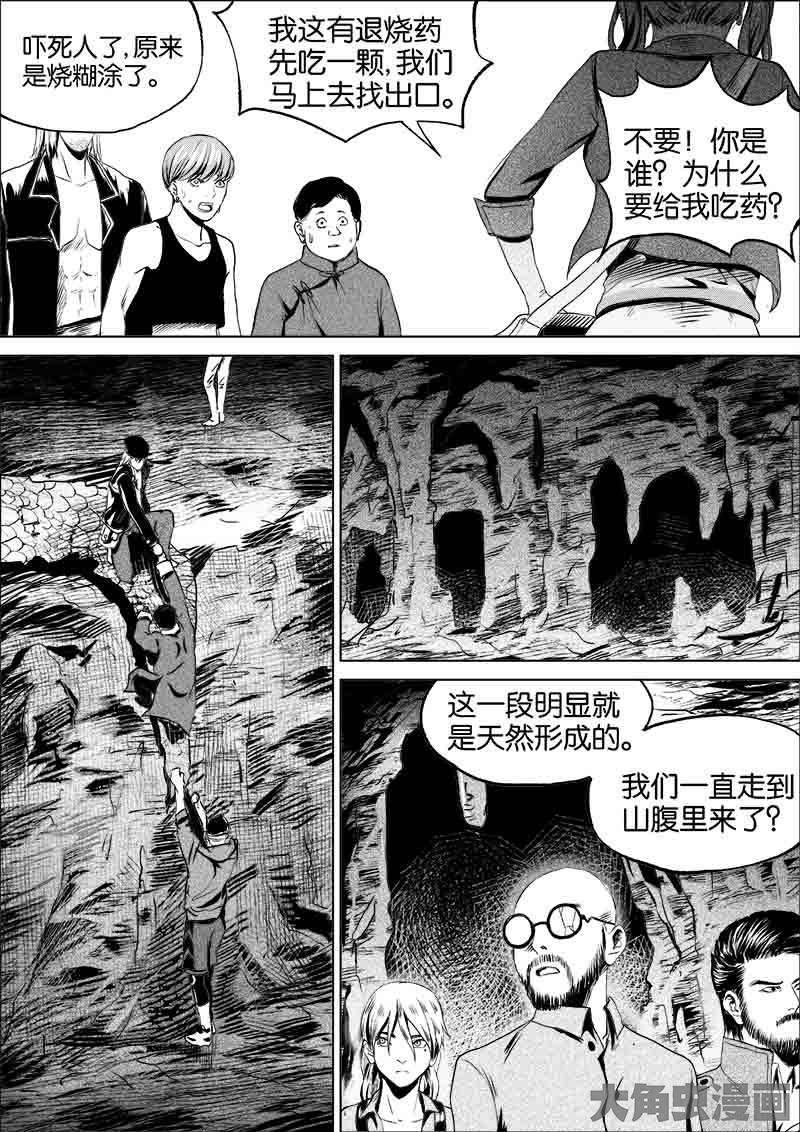 吓死人了,原来
是烧糊涂了。
我这有退烧药
先吃一颗,我们
马上去找出口。
不要！你是
谁？为什么
要给我吃药？
这一段明显就
是天然形成的。
我们一直走到
山腹里来了？
大角虫漫画